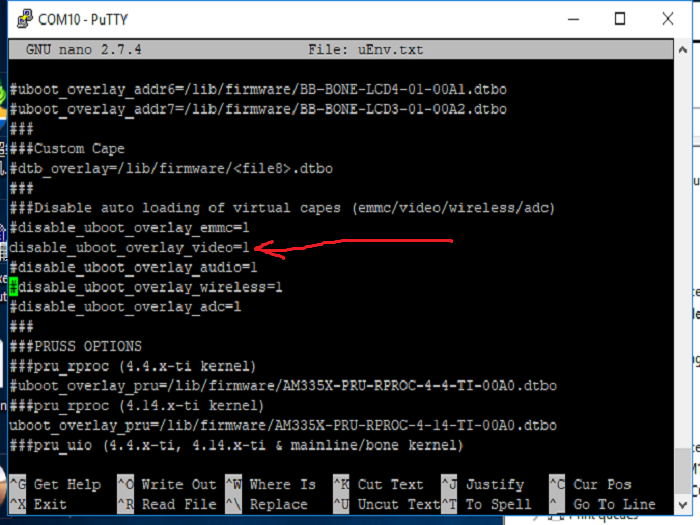 COM10 - PuTTY
GNU nano 2.7.4 File: uEnv.txt
#uboot_overlay_addr6=/lib/firmware/BB-BONE-LCD4-01-00A1.dtbo
#uboot_overlay_addr7=/lib/firmware/BB-BONE-LCD3-01-00A2.dtbo
###
###Custom Cape
#dtb_overlay=/lib/firmware/<file8>.dtbo
###
###Disable auto loading of virtual capes (emmc/video/wireless/adc)
#disable_uboot_overlay_emmc=1
disable_uboot_overlay_video=1
#disable_uboot_overlay_audio=1
#disable_uboot_overlay_wireless=1
#disable_uboot_overlay_adc=1
###
###PRUSS OPTIONS
###pru_rproc (4.4.x-ti kernel)
#uboot_overlay_pru=/lib/firmware/AM335X-PRU-RPROC-4-4-TI-00A0.dtbo
###pru_rproc (4.14.x-ti kernel)
uboot_overlay_pru=/lib/firmware/AM335X-PRU-RPROC-4-14-TI-00A0.dtbo
###pru_uio (4.4.x-ti, 4.14.x-ti & mainline/bone kernel)
^G Get Help ^O Write Out ^W Where Is ^K Cut Text ^J Justify ^C Cur Pos
^X Exit ^R Read File ^\ Replace ^U Uncut Text ^T To Spell ^_ Go To Line